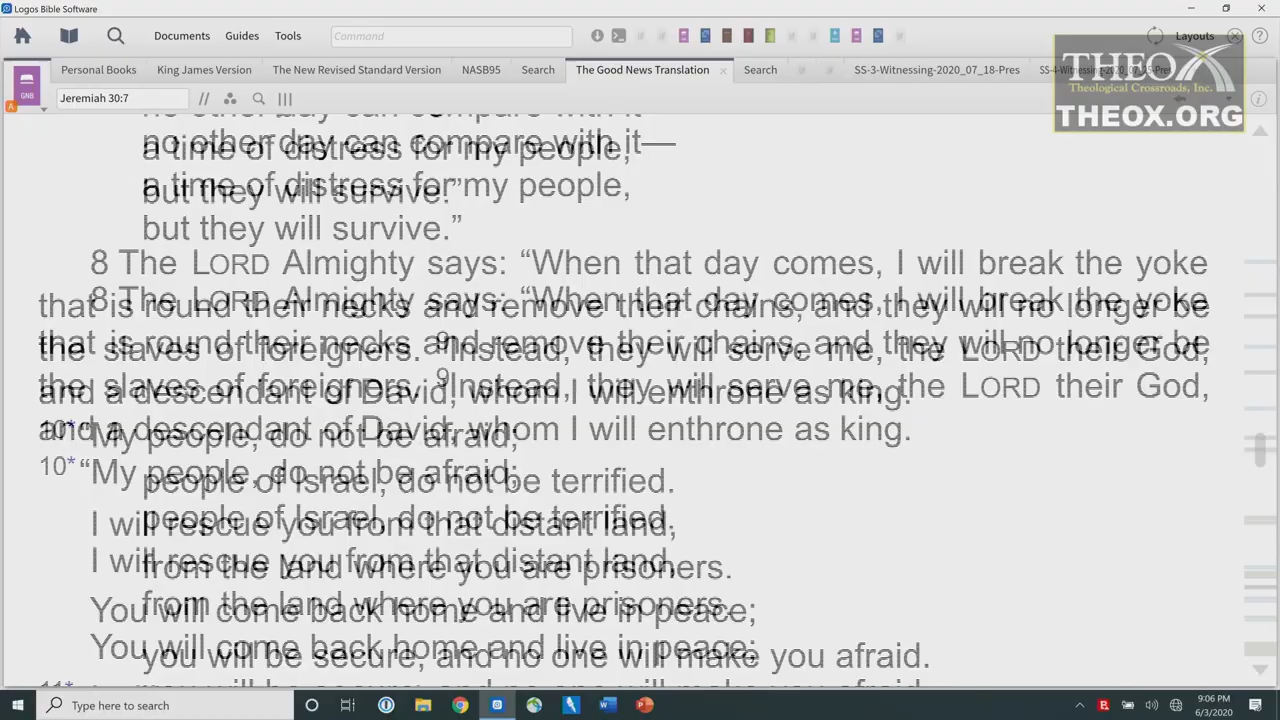 Logos Bible Software
Documents Guides Tools Command Layouts
THEOX
Theological Crossroads, Inc.
THEOX.ORG
Personal Books King James Version The New Revised Standard Version NASB95 Search The Good News Translation Search SS-3-Witnessing-2020_07_18-Pres SS-4-Witnessing-2020_07_18-Pres
GNB
A
Jeremiah 30:7
no other day can compare with it—
a time of distress for my people,
but they will survive.”
8 The LORD Almighty says: “When that day comes, I will break the yoke
that is round their necks and remove their chains, and they will no longer be
the slaves of foreigners. 9 Instead, they will serve me, the LORD their God,
and a descendant of David, whom I will enthrone as king.
10* “My people, do not be afraid;
people of Israel, do not be terrified.
I will rescue you from that distant land,
from the land where you are prisoners.
You will come back home and live in peace;
you will be secure, and no one will make you afraid.
11*
Type here to search
9:06 PM
6/3/2020